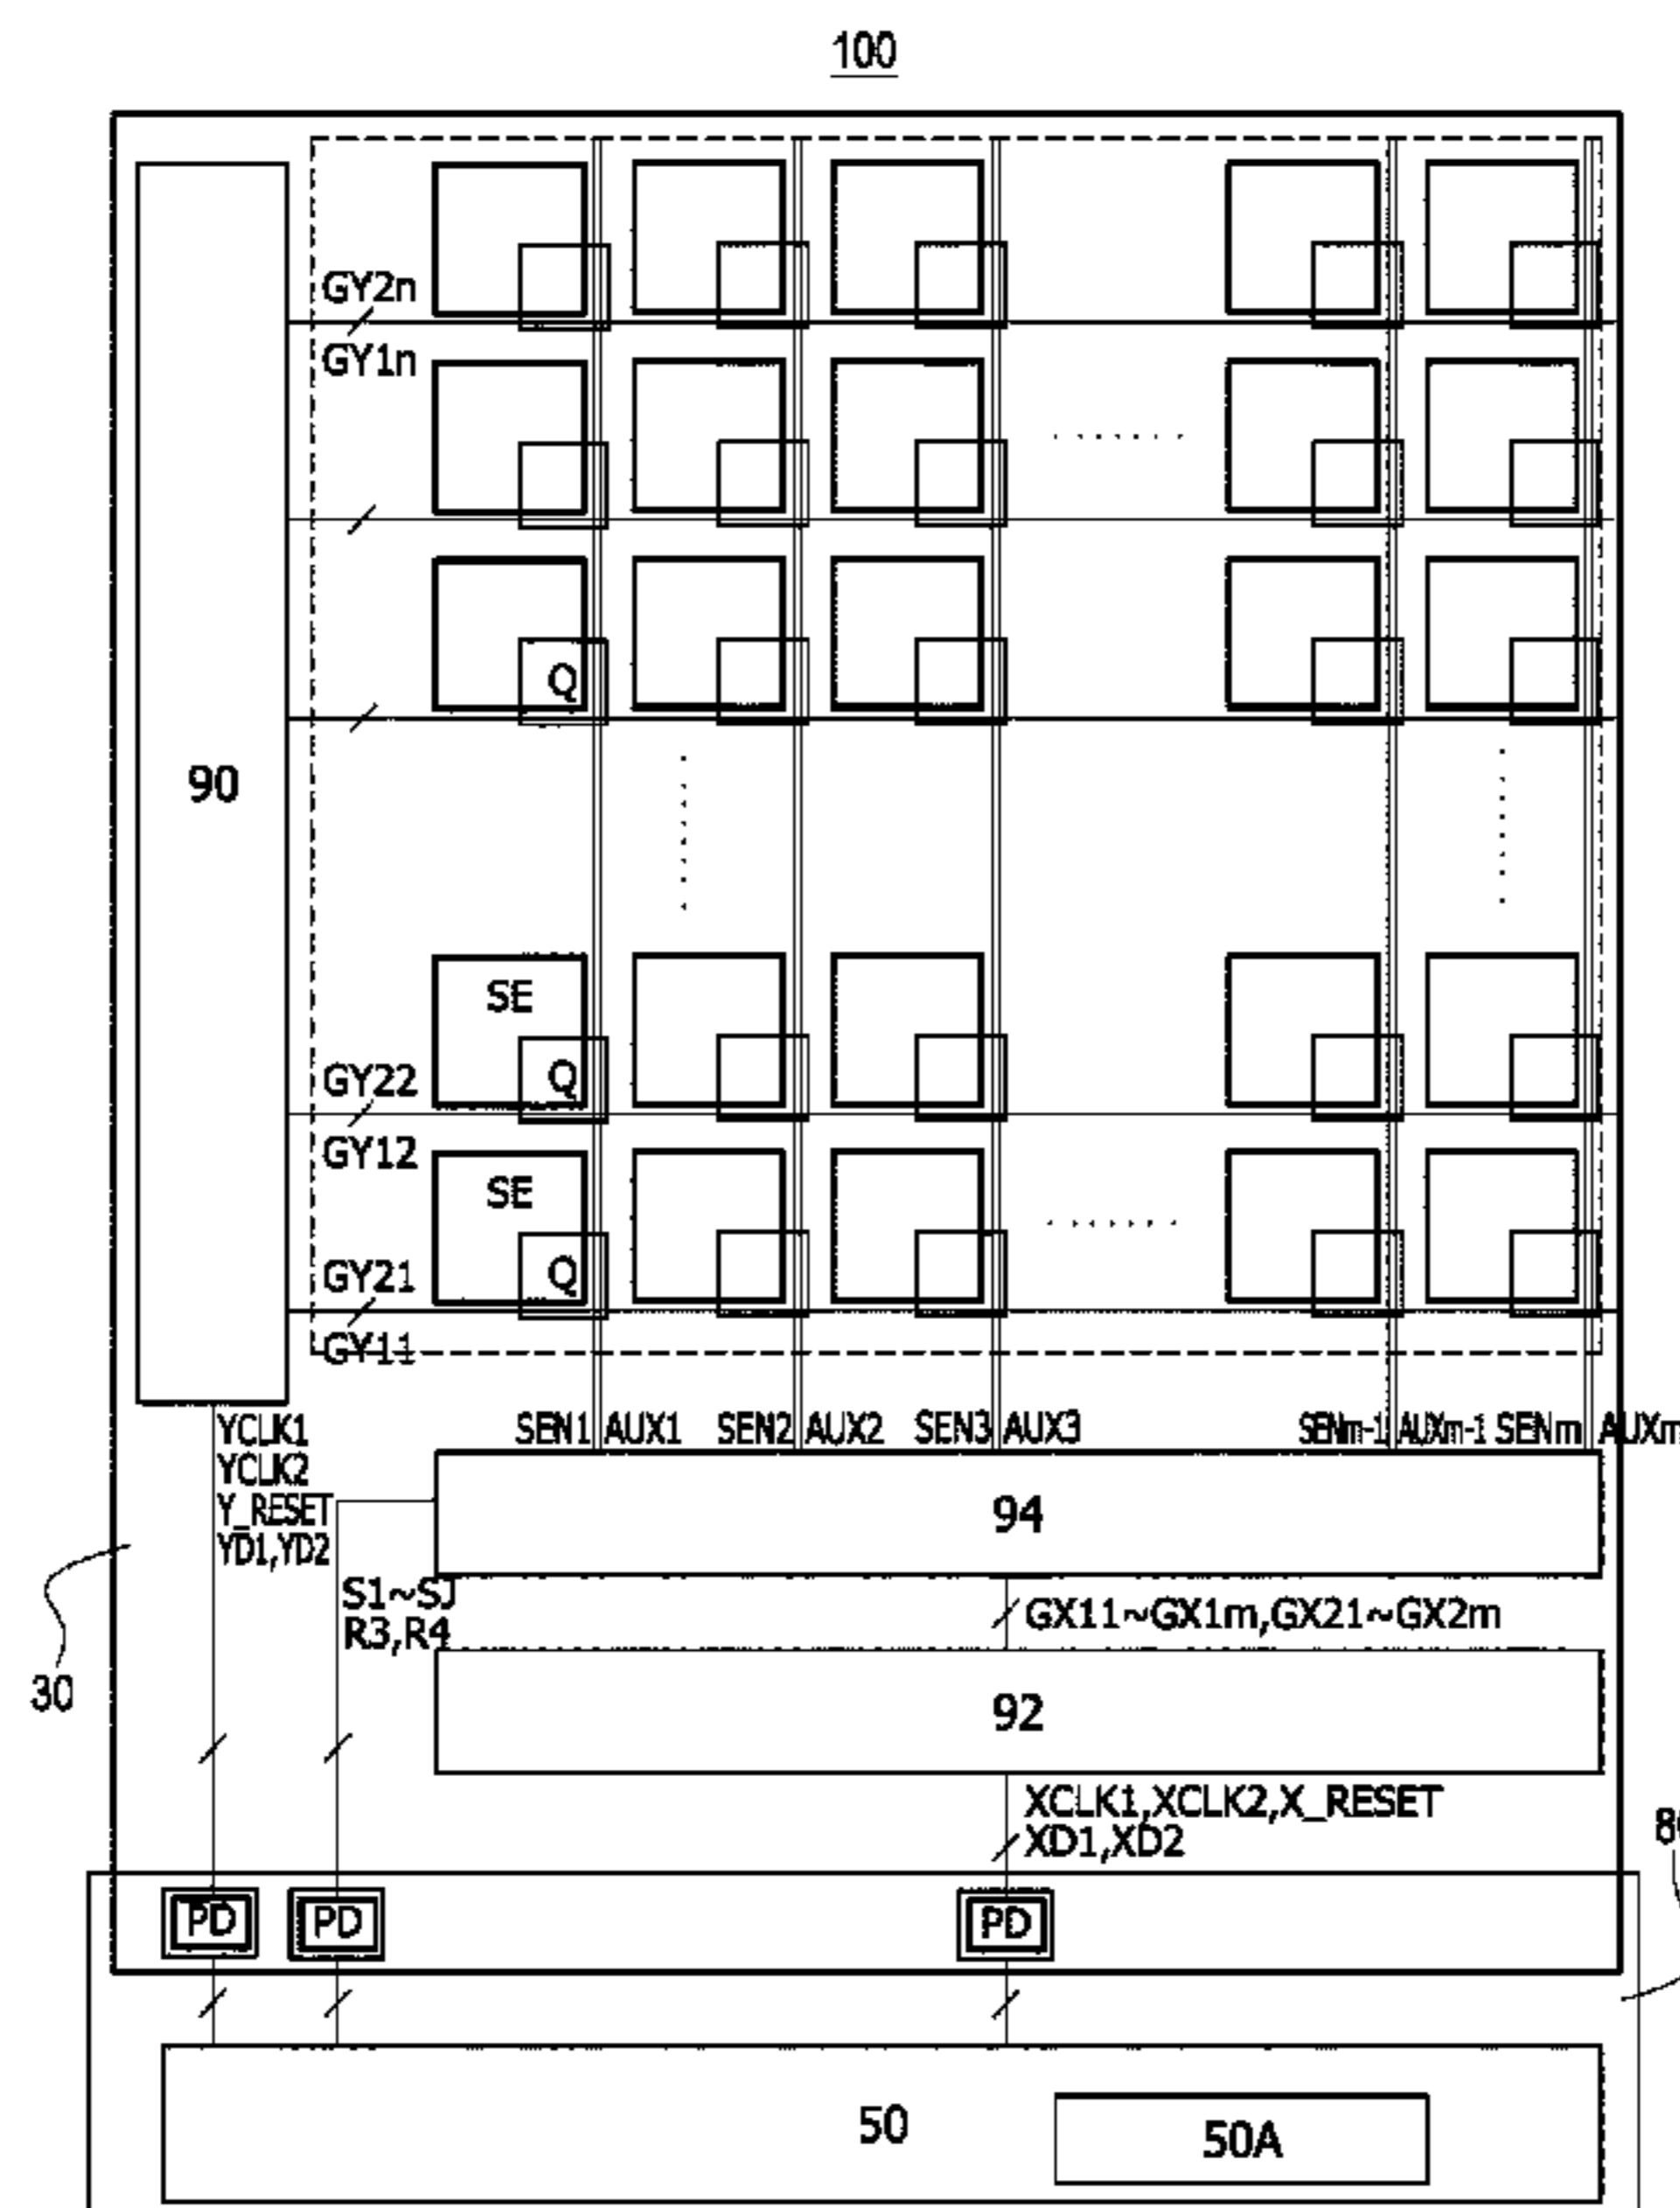 100
GY2n
GY1n
Q
90
SE
GY22
Q
GY12
SE
GY21
Q
GY11
YCLK1
YCLK2
Y_RESET
YD1,YD2
SEN1 AUX1 SEN2 AUX2 SEN3 AUX3 SENm-1 AUXm-1 SENm AUXm
94
S1~SJ
R3,R4
GX11~GX1m,GX21~GX2m
30
92
XCLK1,XCLK2,X_RESET
XD1,XD2
PD PD PD
50
50A